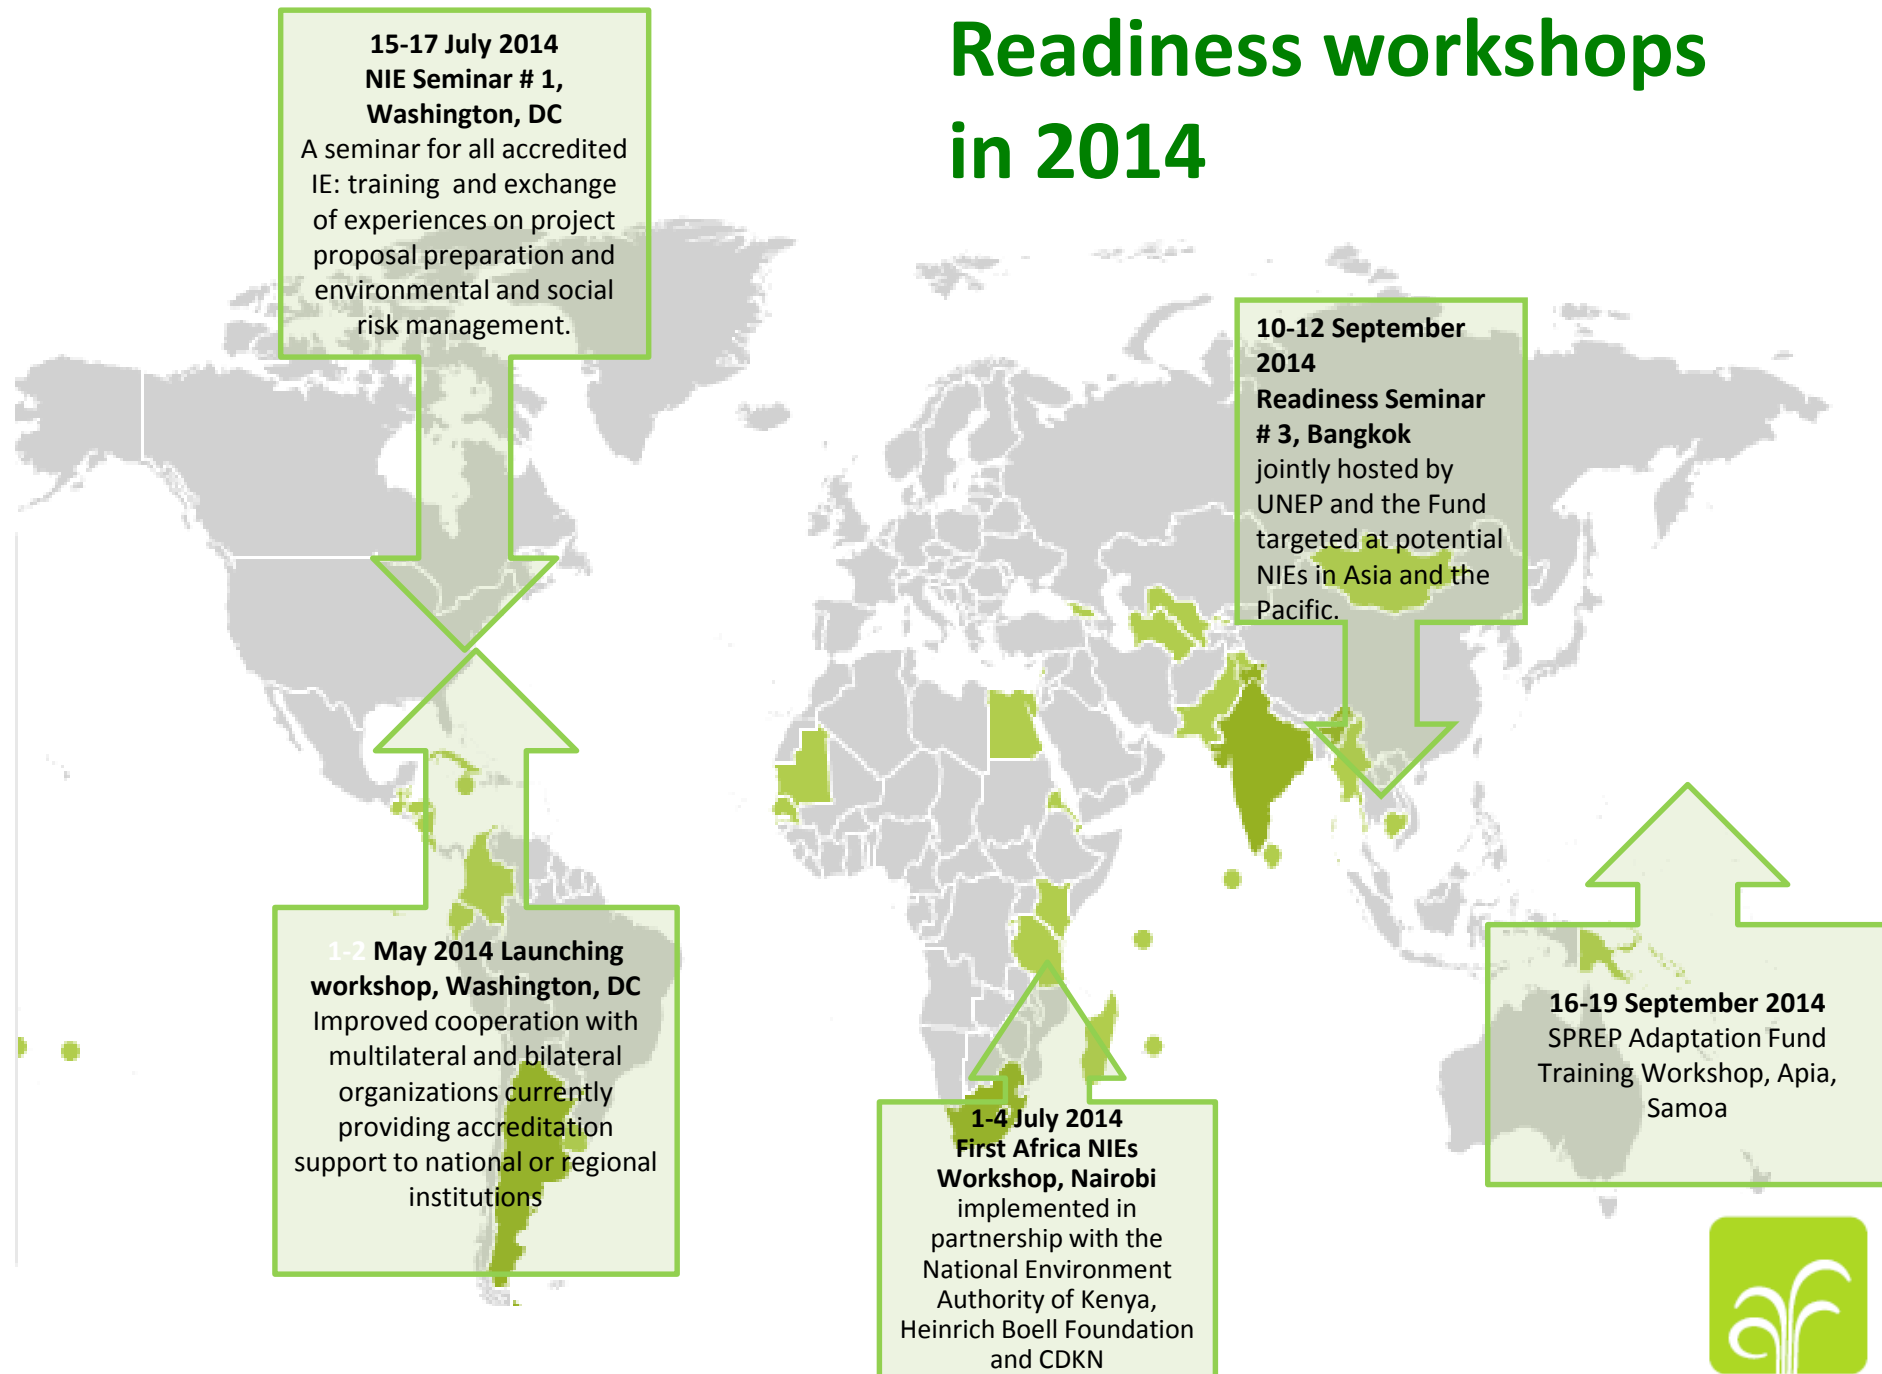 Readiness workshops
in 2014
15-17 July 2014
NIE Seminar # 1,
Washington, DC
A seminar for all accredited
IE: training and exchange
of experiences on project
proposal preparation and
environmental and social
risk management.
10-12 September
2014
Readiness Seminar
# 3, Bangkok
jointly hosted by
UNEP and the Fund
targeted at potential
NIEs in Asia and the
Pacific.
1-2 May 2014 Launching
workshop, Washington, DC
Improved cooperation with
multilateral and bilateral
organizations currently
providing accreditation
support to national or regional
institutions
1-4 July 2014
First Africa NIEs
Workshop, Nairobi
implemented in
partnership with the
National Environment
Authority of Kenya,
Heinrich Boell Foundation
and CDKN
16-19 September 2014
SPREP Adaptation Fund
Training Workshop, Apia,
Samoa